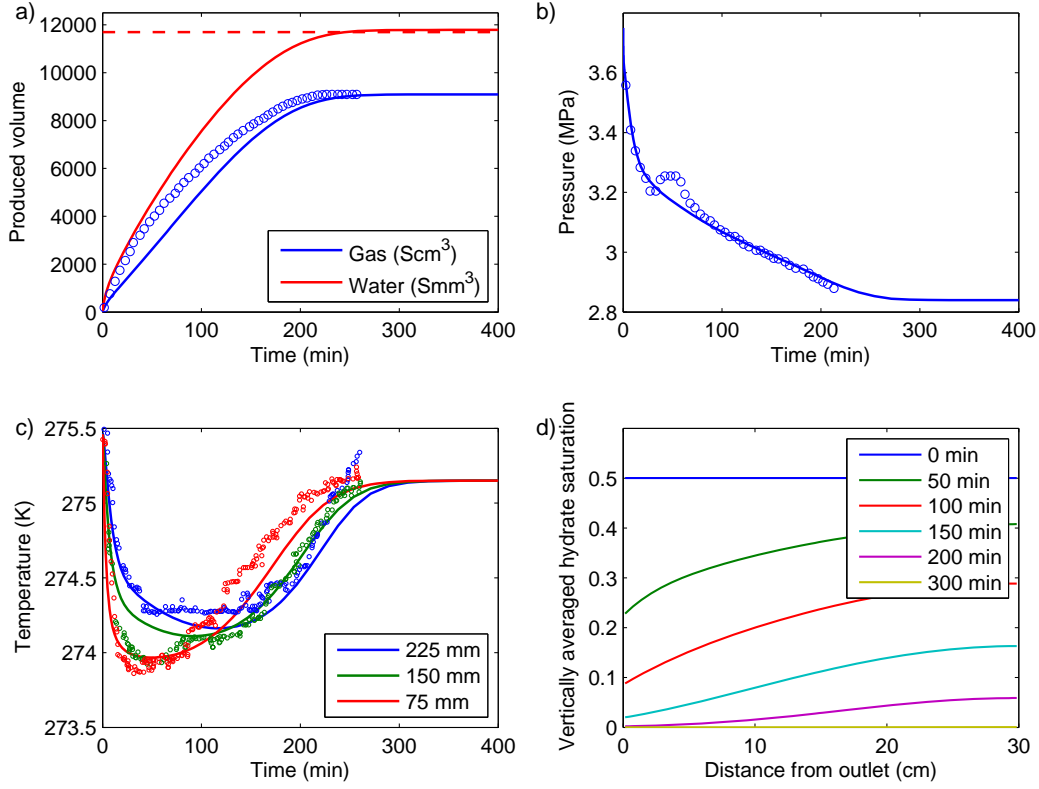 a)
12000
10000
8000
6000
4000
2000
0
Produced volume
0 100 200 300 400
Time (min)
Gas (Scm³)
Water (Smm³)
b)
3.6
3.4
3.2
3
2.8
Pressure (MPa)
0 100 200 300 400
Time (min)
c)
275.5
275
274.5
274
273.5
Temperature (K)
0 100 200 300 400
Time (min)
225 mm
150 mm
75 mm
d)
0.5
0.4
0.3
0.2
0.1
0
Vertically averaged hydrate saturation
0 10 20 30
Distance from outlet (cm)
0 min
50 min
100 min
150 min
200 min
300 min